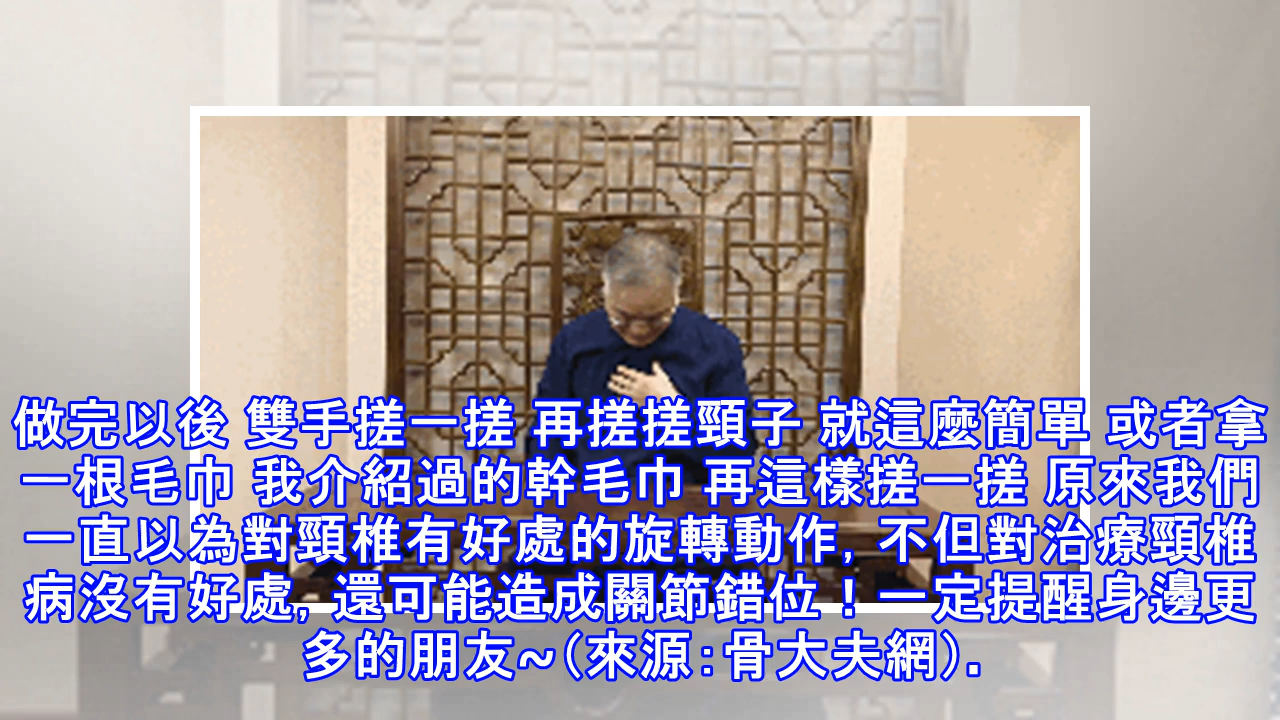 做完以後 雙手搓一搓 再搓搓頸子 就這麼簡單 或者拿
一根毛巾 我介紹過的幹毛巾 再這樣搓一搓 原來我們
一直以為對頸椎有好處的旋轉動作, 不但對治療頸椎
病沒有好處, 還可能造成關節錯位！一定提醒身邊更
多的朋友~(來源:骨大夫網).